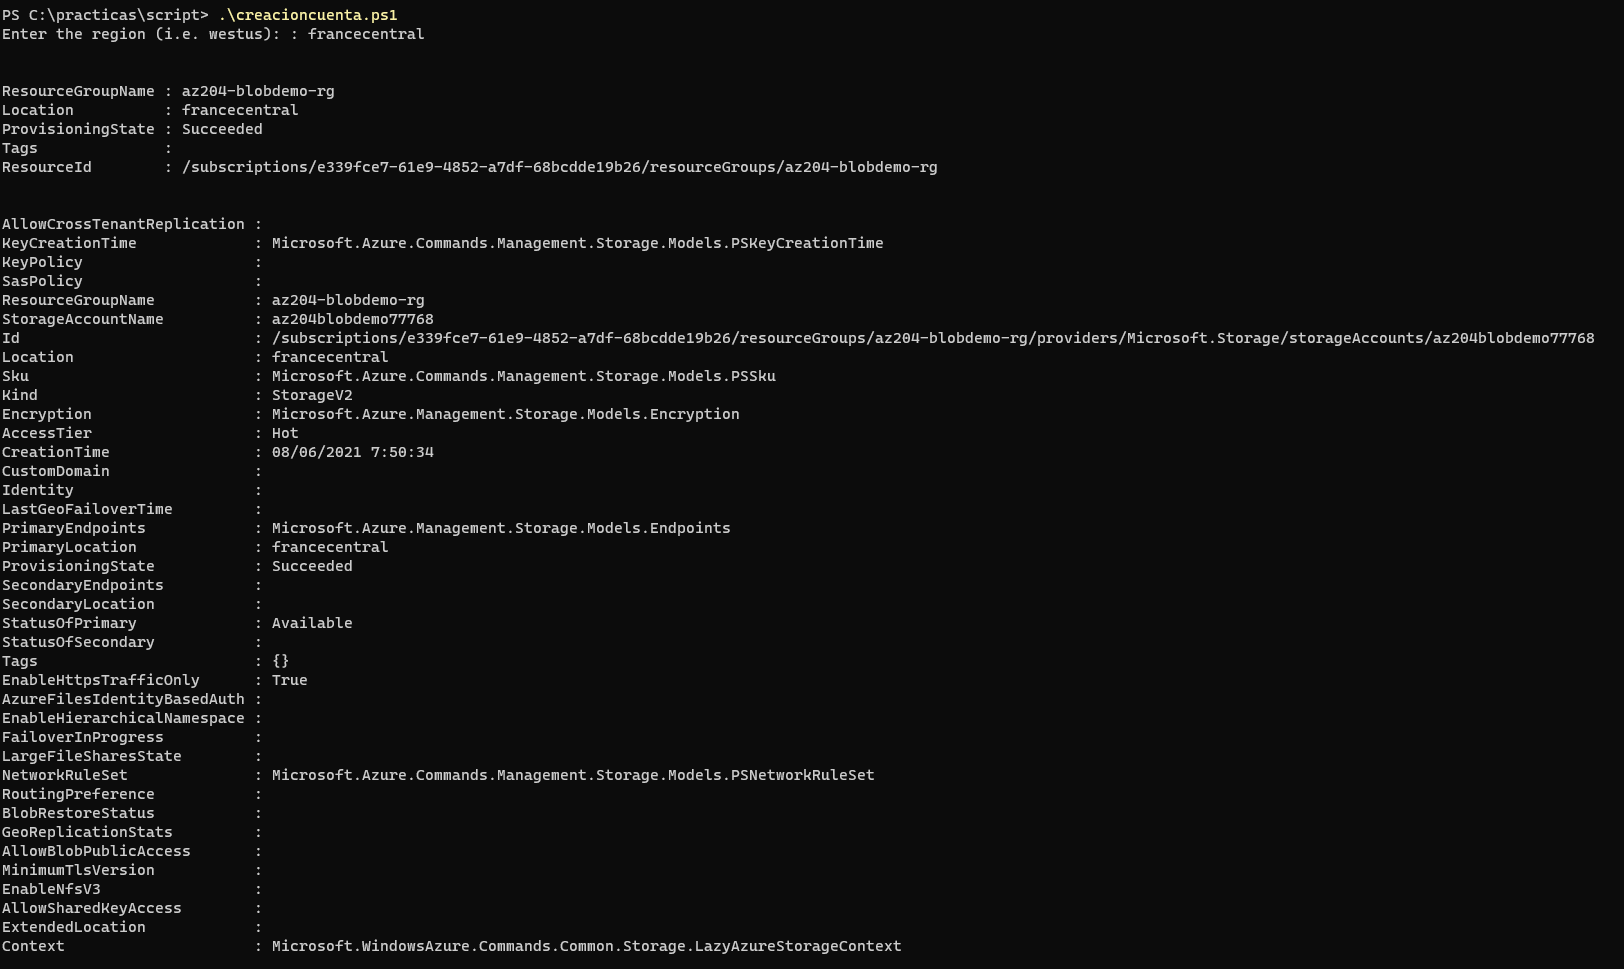 PS C:\practicas\script> .\creacioncuenta.ps1
Enter the region (i.e. westus): : francecentral
ResourceGroupName : az204-blobdemo-rg
Location          : francecentral
ProvisioningState : Succeeded
Tags              :
ResourceId        : /subscriptions/e339fce7-61e9-4852-a7df-68bcdde19b26/resourceGroups/az204-blobdemo-rg
AllowCrossTenantReplication :
KeyCreationTime             : Microsoft.Azure.Commands.Management.Storage.Models.PSKeyCreationTime
KeyPolicy                   :
SasPolicy                   :
ResourceGroupName           : az204-blobdemo-rg
StorageAccountName          : az204blobdemo77768
Id                          : /subscriptions/e339fce7-61e9-4852-a7df-68bcdde19b26/resourceGroups/az204-blobdemo-rg/providers/Microsoft.Storage/storageAccounts/az204blobdemo77768
Location                    : francecentral
Sku                         : Microsoft.Azure.Commands.Management.Storage.Models.PSSku
Kind                        : StorageV2
Encryption                  : Microsoft.Azure.Management.Storage.Models.Encryption
AccessTier                  : Hot
CreationTime                : 08/06/2021 7:50:34
CustomDomain                :
Identity                    :
LastGeoFailoverTime         :
PrimaryEndpoints            : Microsoft.Azure.Management.Storage.Models.Endpoints
PrimaryLocation             : francecentral
ProvisioningState           : Succeeded
SecondaryEndpoints          :
SecondaryLocation           :
StatusOfPrimary             : Available
StatusOfSecondary           :
Tags                        : {}
EnableHttpsTrafficOnly      : True
AzureFilesIdentityBasedAuth :
EnableHierarchicalNamespace :
FailoverInProgress          :
LargeFileSharesState        :
NetworkRuleSet              : Microsoft.Azure.Commands.Management.Storage.Models.PSNetworkRuleSet
RoutingPreference           :
BlobRestoreStatus           :
GeoReplicationStats         :
AllowBlobPublicAccess       :
MinimumTlsVersion           :
EnableNfsV3                 :
AllowSharedKeyAccess        :
ExtendedLocation            :
Context                     : Microsoft.WindowsAzure.Commands.Common.Storage.LazyAzureStorageContext